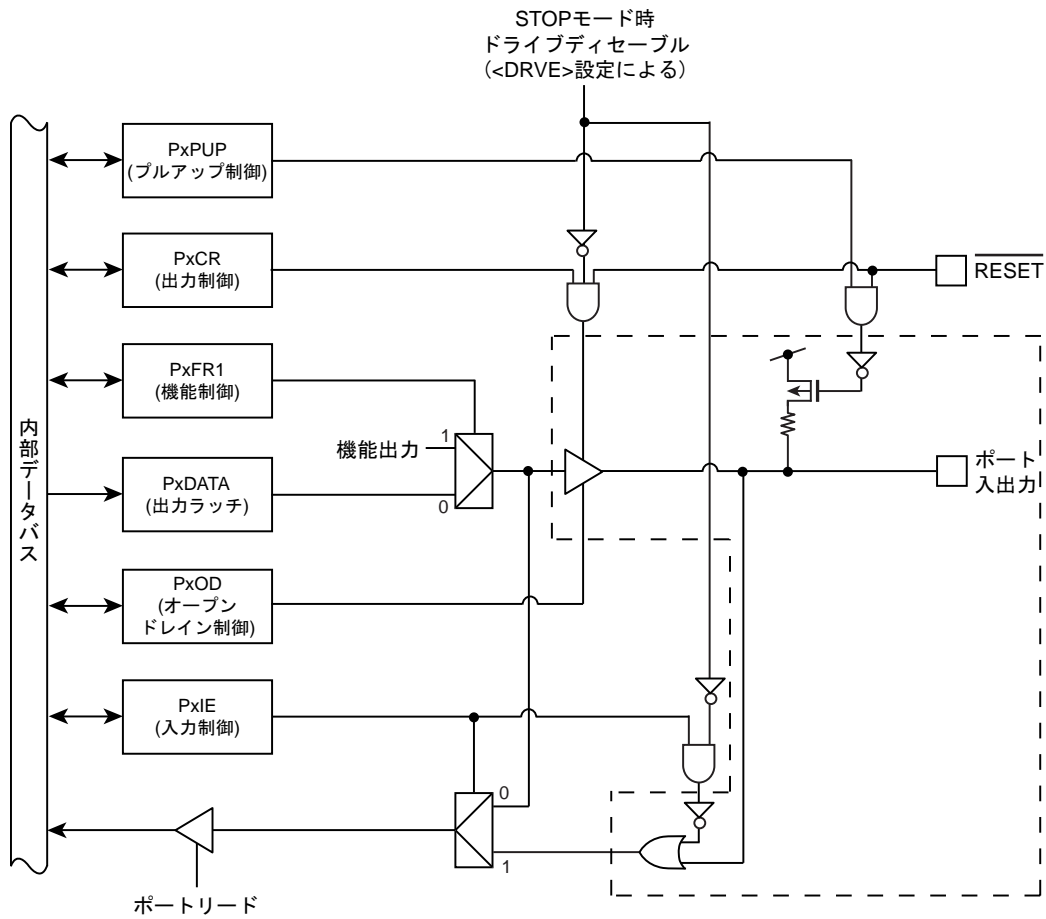 STOPモード時
ドライブディセーブル
（<DRVE>設定による）
PxPUP
(プルアップ制御)
PxCR
(出力制御)
RESET
PxFR1
(機能制御)
機能出力
1
0
PxDATA
(出力ラッチ)
ポート
入出力
内部データバス
PxOD
(オープン
ドレイン制御)
PxIE
(入力制御)
0
1
ポートリード